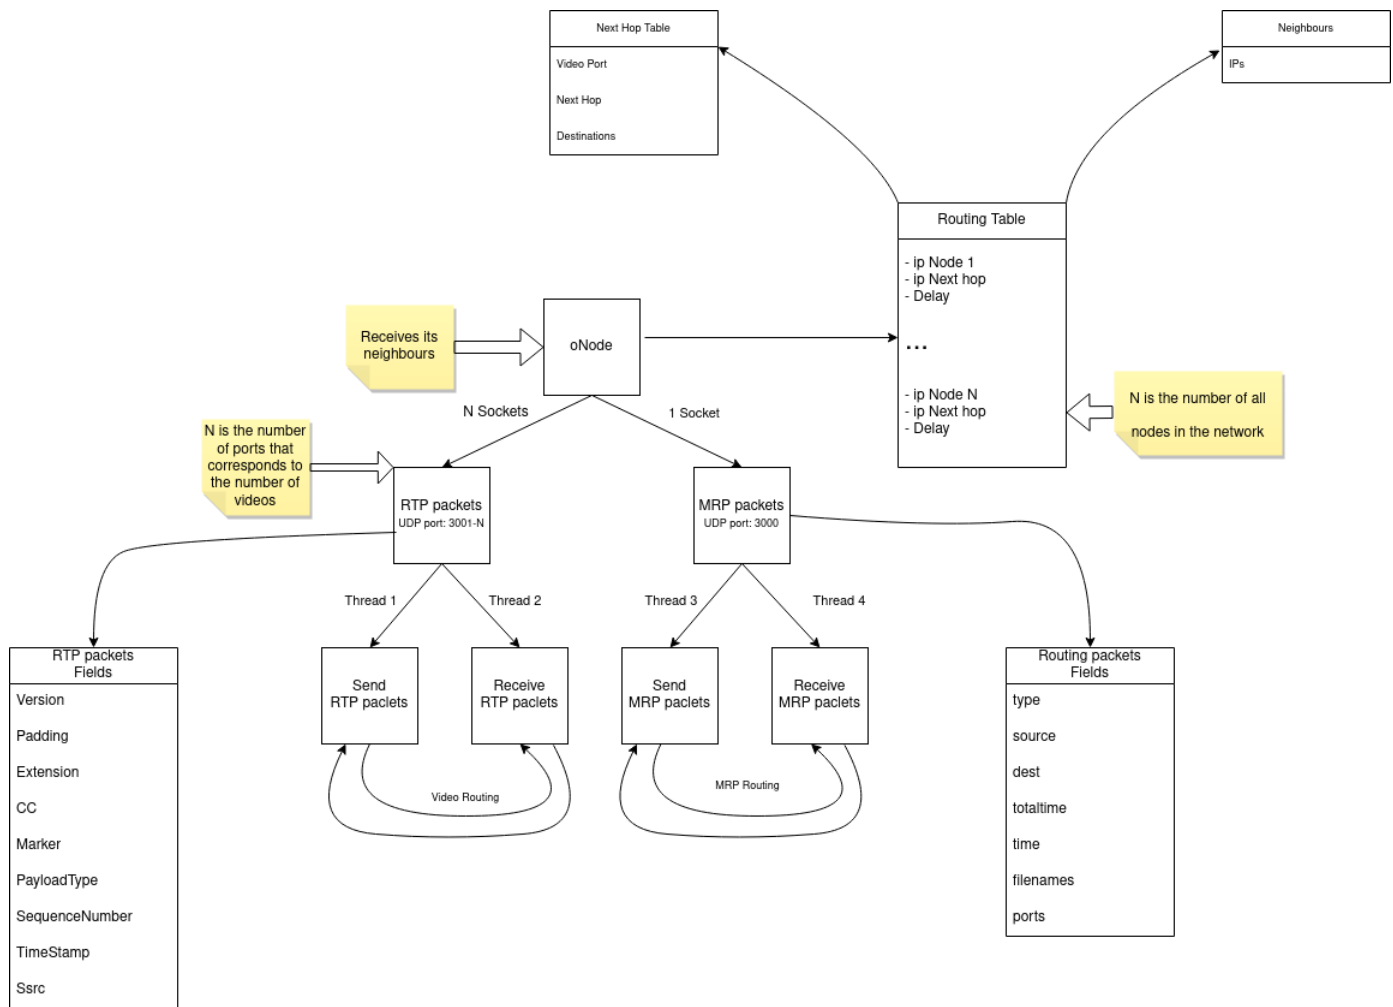 Next Hop Table
Video Port
Next Hop
Destinations
Neighbours
IPs
Routing Table
- ip Node 1
- ip Next hop
- Delay
...
- ip Node N
- ip Next hop
- Delay
Receives its
neighbours
oNode
N is the number of all
nodes in the network
N Sockets
1 Socket
N is the number
of ports that
corresponds to
the number of
videos
RTP packets
UDP port: 3001-N
MRP packets
UDP port: 3000
Thread 1
Thread 2
Thread 3
Thread 4
RTP packets
Fields
Version
Padding
Extension
CC
Marker
PayloadType
SequenceNumber
TimeStamp
Ssrc
Send
RTP paclets
Receive
RTP paclets
Video Routing
Send
MRP paclets
Receive
MRP paclets
MRP Routing
Routing packets
Fields
type
source
dest
totaltime
time
filenames
ports